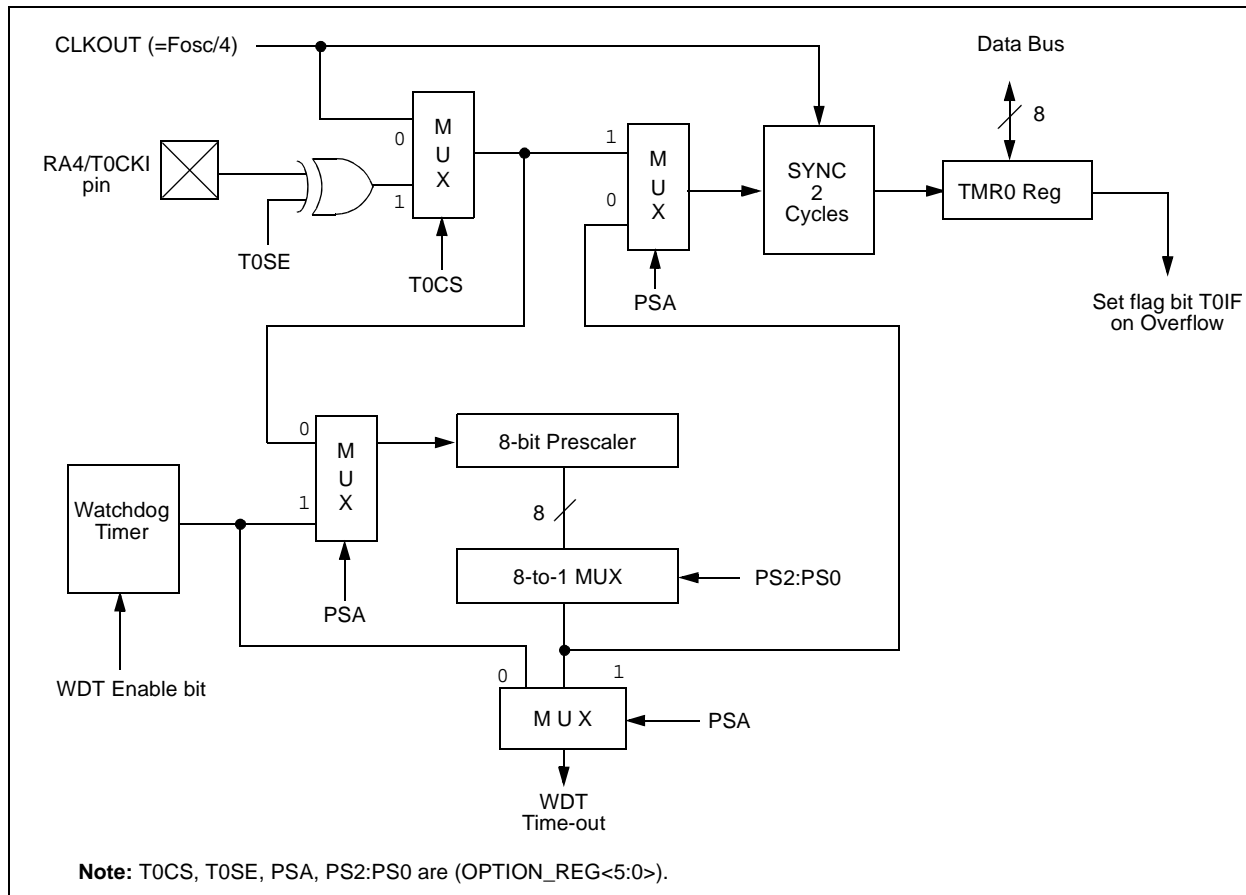 CLKOUT (=Fosc/4)
Data Bus
8
RA4/T0CKI
pin
T0SE
0
1
M
U
X
T0CS
1
0
M
U
X
PSA
SYNC
2
Cycles
TMR0 Reg
Set flag bit T0IF
on Overflow
0
1
M
U
X
PSA
8-bit Prescaler
8
8-to-1 MUX
PS2:PS0
Watchdog
Timer
WDT Enable bit
0
1
M U X
PSA
WDT
Time-out
Note: T0CS, T0SE, PSA, PS2:PS0 are (OPTION_REG<5:0>).